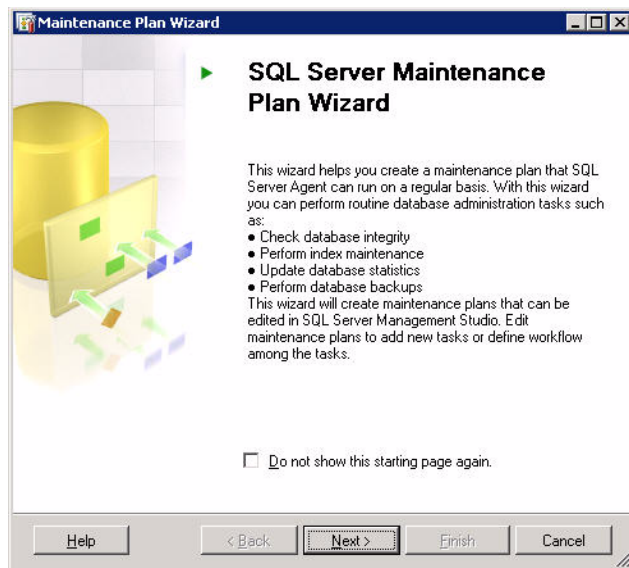 Maintenance Plan Wizard
SQL Server Maintenance
Plan Wizard
This wizard helps you create a maintenance plan that SQL
Server Agent can run on a regular basis. With this wizard
you can perform routine database administration tasks such
as:
● Check database integrity
● Perform index maintenance
● Update database statistics
● Perform database backups
This wizard will create maintenance plans that can be
edited in SQL Server Management Studio. Edit
maintenance plans to add new tasks or define workflow
among the tasks.
Do not show this starting page again.
Help
< Back
Next >
Finish
Cancel